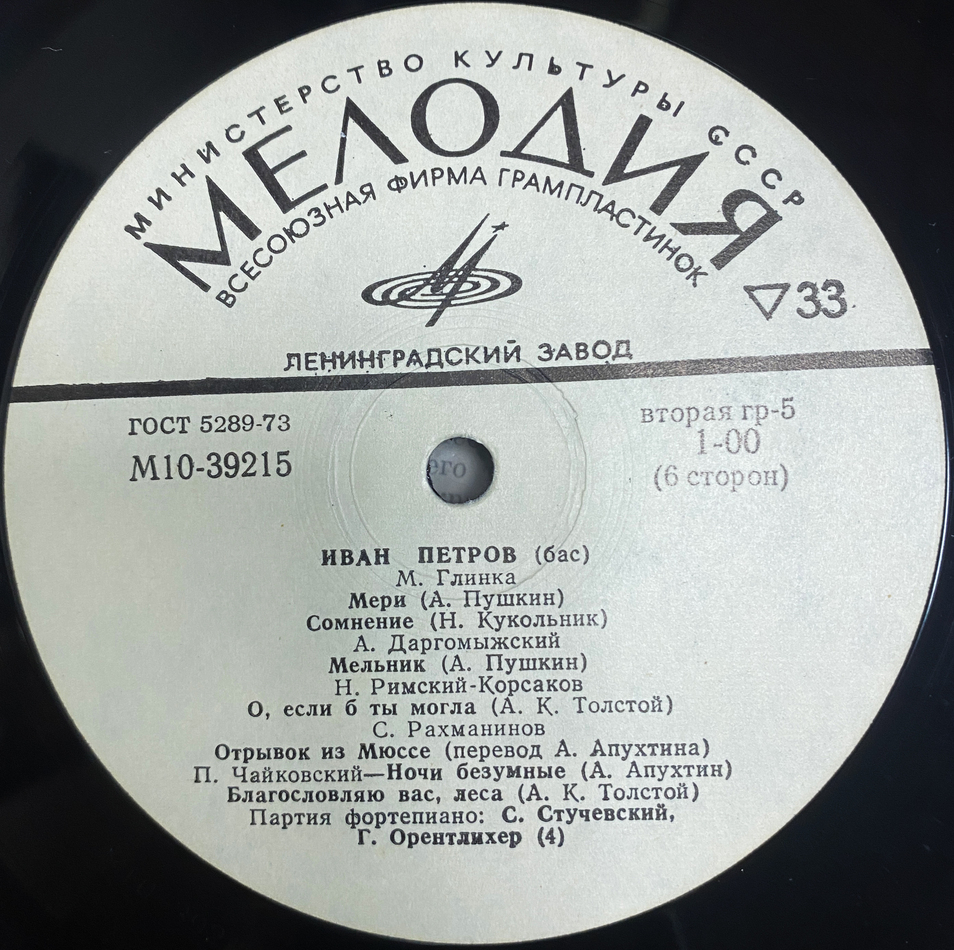 МИНИСТЕРСТВО КУЛЬТУРЫ СССР
МЕЛОДИЯ
ВСЕСОЮЗНАЯ ФИРМА ГРАМПЛАСТИНОК
▽33
ЛЕНИНГРАДСКИЙ ЗАВОД
ГОСТ 5289-73
М10-39215
вторая гр-5
1-00
(6 сторон)
его
ИВАН ПЕТРОВ (бас)
М. Глинка
Мери (А. Пушкин)
Сомнение (Н. Кукольник)
А. Даргомыжский
Мельник (А. Пушкин)
Н. Римский-Корсаков
О, если б ты могла (А. К. Толстой)
С. Рахманинов
Отрывок из Мюссе (перевод А. Апухтина)
П. Чайковский—Ночи безумные (А. Апухтин)
Благословляю вас, леса (А. К. Толстой)
Партия фортепиано: С. Стучевский,
Г. Орентлихер (4)